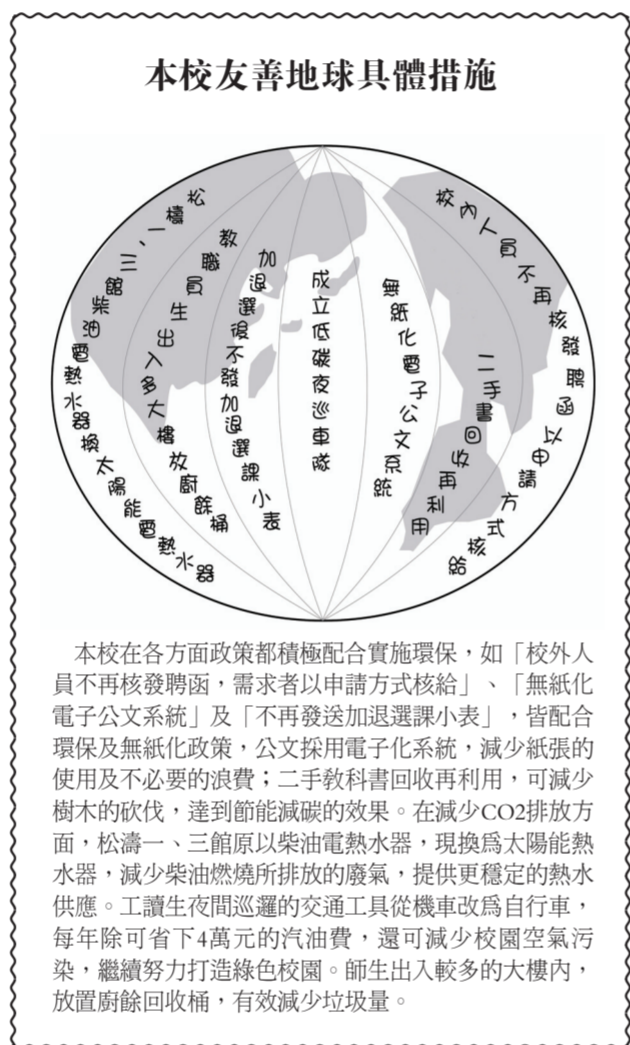 本校友善地球具體措施
松檮一、三館柴油電熱水器換太陽能電熱水器
教職員生出入多大樓放廚餘桶
加退選後不發加退選課小表
成立低碳夜巡車隊
無紙化電子公文系統
二手書回收再利用
校內人員不再核發聘函以申請方式核給
本校在各方面政策都積極配合實施環保，如「校外人
員不再核發聘函，需求者以申請方式核給」、「無紙化
電子公文系統」及「不再發送加退選課小表」，皆配合
環保及無紙化政策，公文採用電子化系統，減少紙張的
使用及不必要的浪費；二手教科書回收再利用，可減少
樹木的砍伐，達到節能減碳的效果。在減少CO2排放方
面，松濤一、三館原以柴油電熱水器，現換為太陽能熱
水器，減少柴油燃燒所排放的廢氣，提供更穩定的熱水
供應。工讀生夜間巡邏的交通工具從機車改為自行車，
每年除可省下4萬元的汽油費，還可減少校園空氣污
染，繼續努力打造綠色校園。師生出入較多的大樓內，
放置廚餘回收桶，有效減少垃圾量。